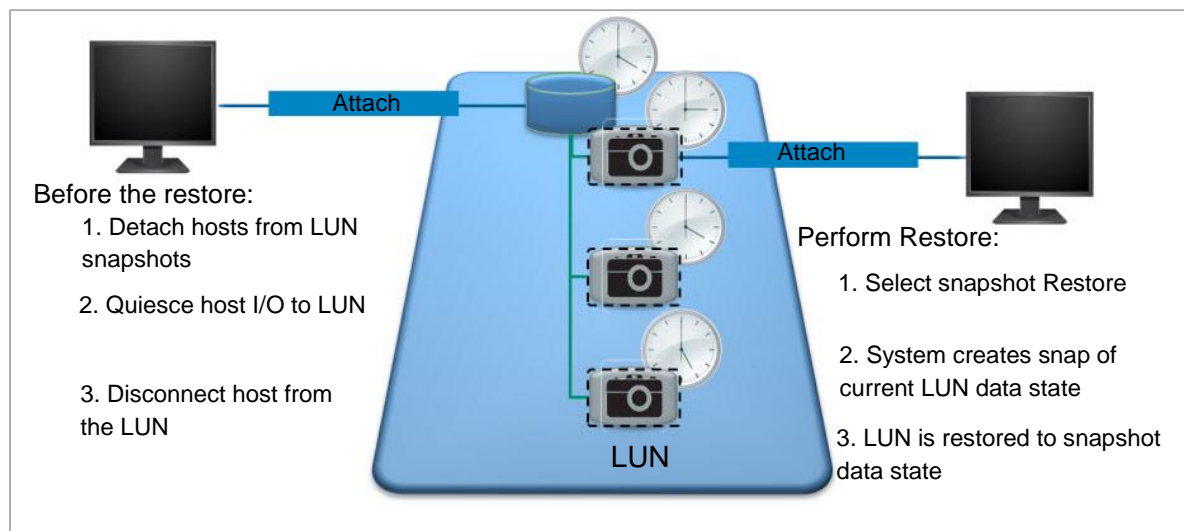 Attach
Attach
Before the restore:
1. Detach hosts from LUN
snapshots
2. Quiesce host I/O to LUN
3. Disconnect host from
the LUN
LUN
Perform Restore:
1. Select snapshot Restore
2. System creates snap of
current LUN data state
3. LUN is restored to snapshot
data state